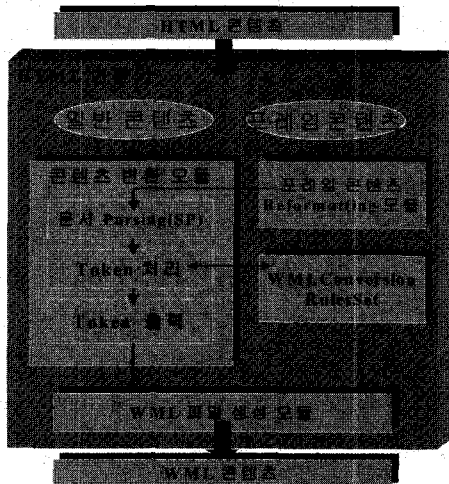 HTML 콘텐츠
일반 콘텐츠
프레임 콘텐츠
콘텐츠 변환 모듈
문서 Parsing(SP)
Token 처리
Token 출력
프레임 콘텐츠
Reformatting 모듈
WML Conversion
RulesSet
WML 파일 생성 모듈
WML 콘텐츠